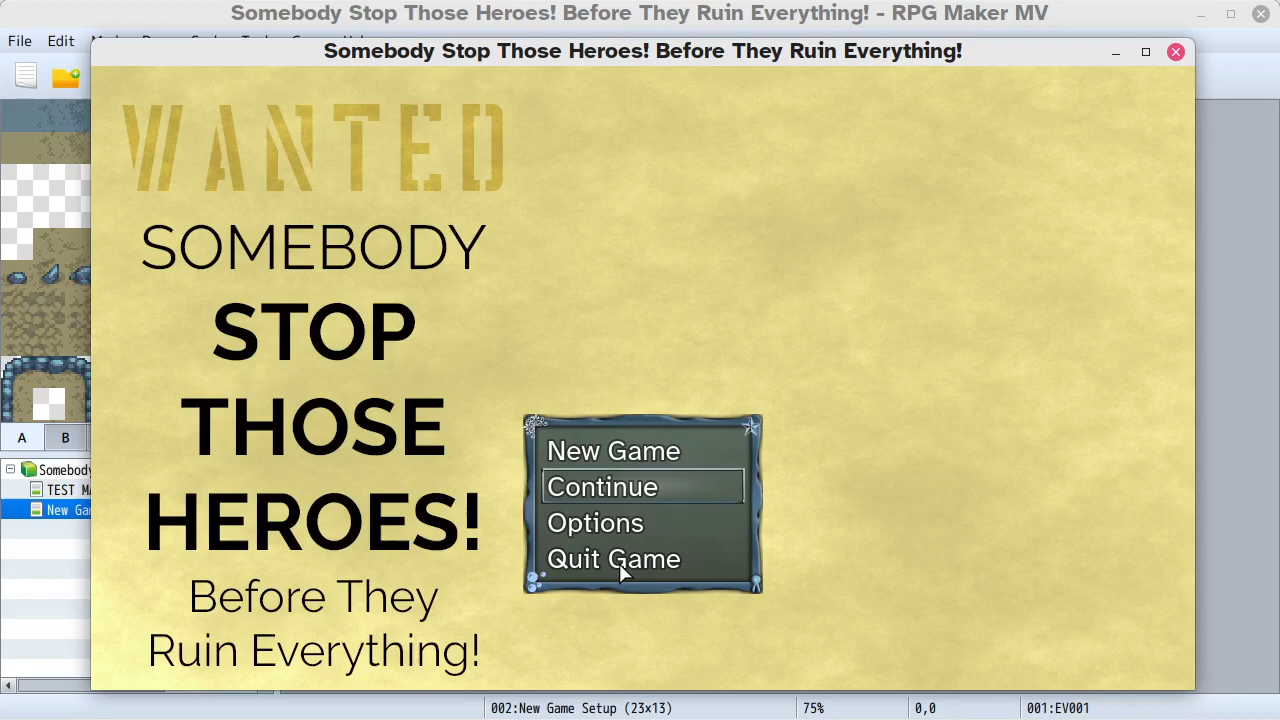 Somebody Stop Those Heroes! Before They Ruin Everything! - RPG Maker MV
File Edit
Somebody Stop Those Heroes! Before They Ruin Everything!
WANTED
SOMEBODY
STOP
THOSE
HEROES!
Before They
Ruin Everything!
New Game
Continue
Options
Quit Game
A B
Somebody
TEST
New
002:New Game Setup (23x13) 75% 0,0 001:EV001